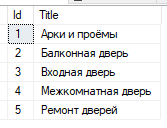 Id Title
1 Арки и проёмы
2 Балконная дверь
3 Входная дверь
4 Межкомнатная дверь
5 Ремонт дверей